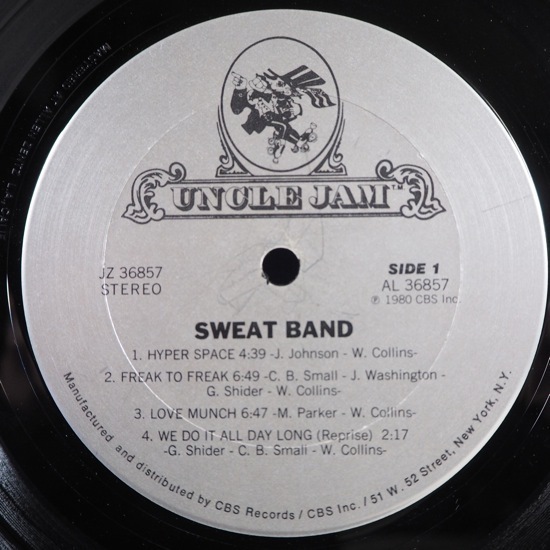 UNCLE JAM™
JZ 36857
STEREO
SIDE 1
AL 36857
℗ 1980 CBS Inc.
SWEAT BAND
1. HYPER SPACE 4:39 -J. Johnson - W. Collins-
2. FREAK TO FREAK 6:49 -C. B. Small - J. Washington -
G. Shider - W. Collins-
3. LOVE MUNCH 6:47 -M. Parker - W. Collins-
4. WE DO IT ALL DAY LONG (Reprise) 2:17
-G. Shider - C. B. Small - W. Collins-
Manufactured and distributed by CBS Records / CBS Inc. / 51 W. 52 Street, New York, N.Y.